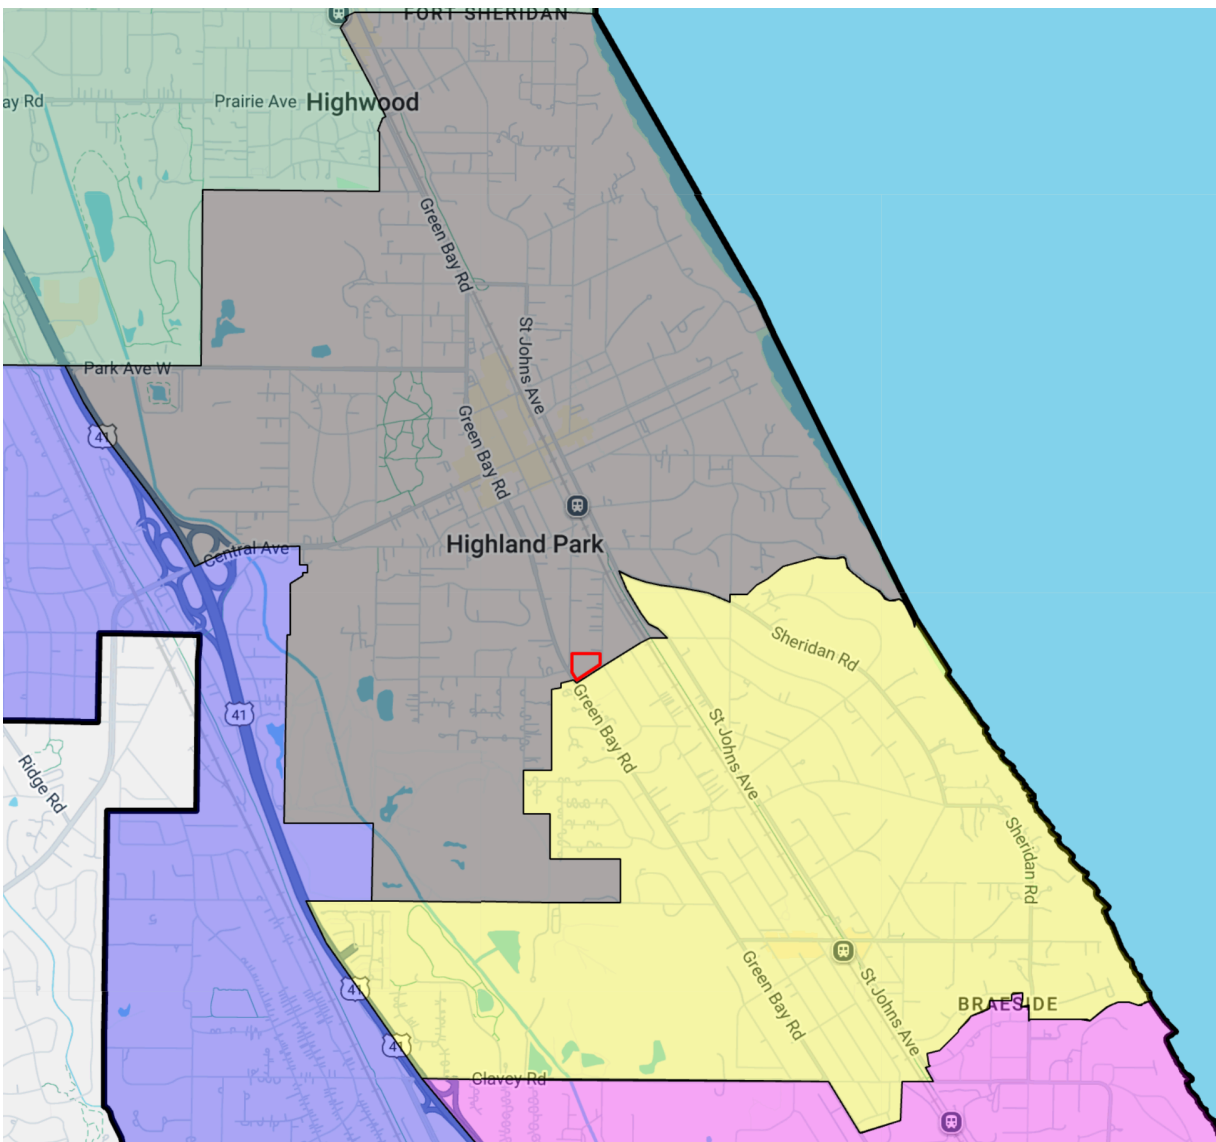 FORT SHERIDAN
ay Rd
Prairie Ave
Highwood
Green Bay Rd
St Johns Ave
Park Ave W
Green Bay Rd
41
Highland Park
Central Ave
Sheridan Rd
41
Green Bay Rd
St Johns Ave
Ridge Rd
Sheridan Rd
Green Bay Rd
St Johns Ave
41
BRAESIDE
41
Clavey Rd